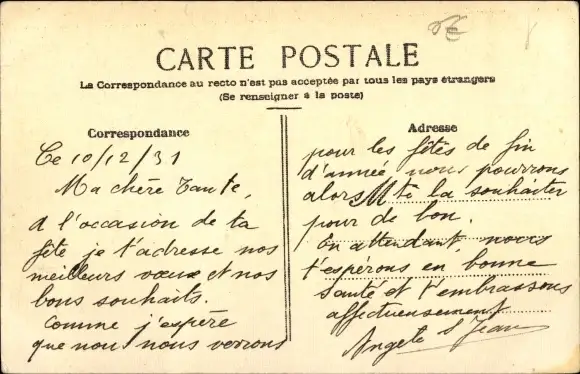 CARTE POSTALE
La Correspondance au recto n'est pas acceptée par tous les pays étrangers
(Se renseigner à la poste)
Correspondance
Ce 10/12/31
Ma chère Tante,
A l'occasion de ta
fête je t'adresse nos
meilleurs vœux et nos
bons souhaits.
Comme j'espère
que nous nous verrons
Adresse
pour les fêtes de fin
d'année nous pourrons
alors te la souhaiter
pour de bon.
En attendant, nous
t'espérons en bonne
santé et t'embrassons
affectueusement
Angèle Jean